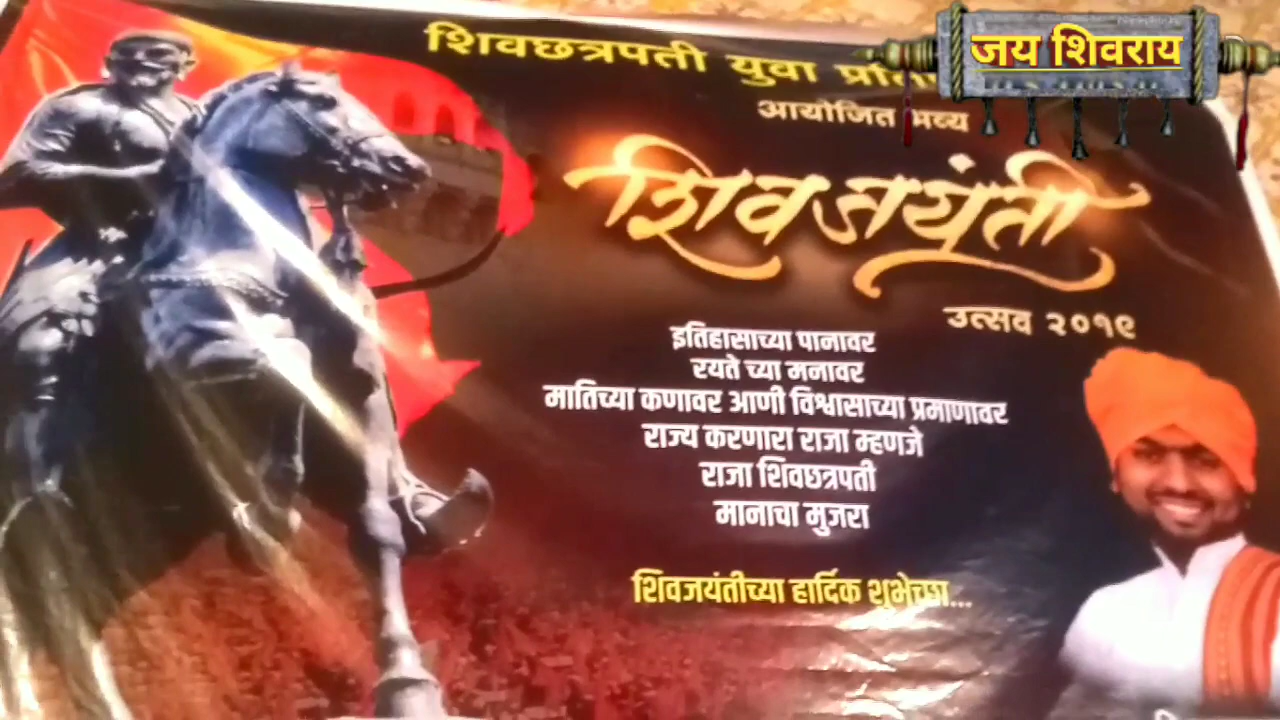 शिवछत्रपती युवा
जय शिवराय
आयोजित भव्य
शिवजयंती
उत्सव २०१९
इतिहासाच्या पानावर
रयते च्या मनावर
मातिच्या कणावर आणी विश्वासाच्या प्रमाणावर
राज्य करणारा राजा म्हणजे
राजा शिवछत्रपती
मानाचा मुजरा
शिवजयंतीच्या हार्दिक शुभेच्छा...